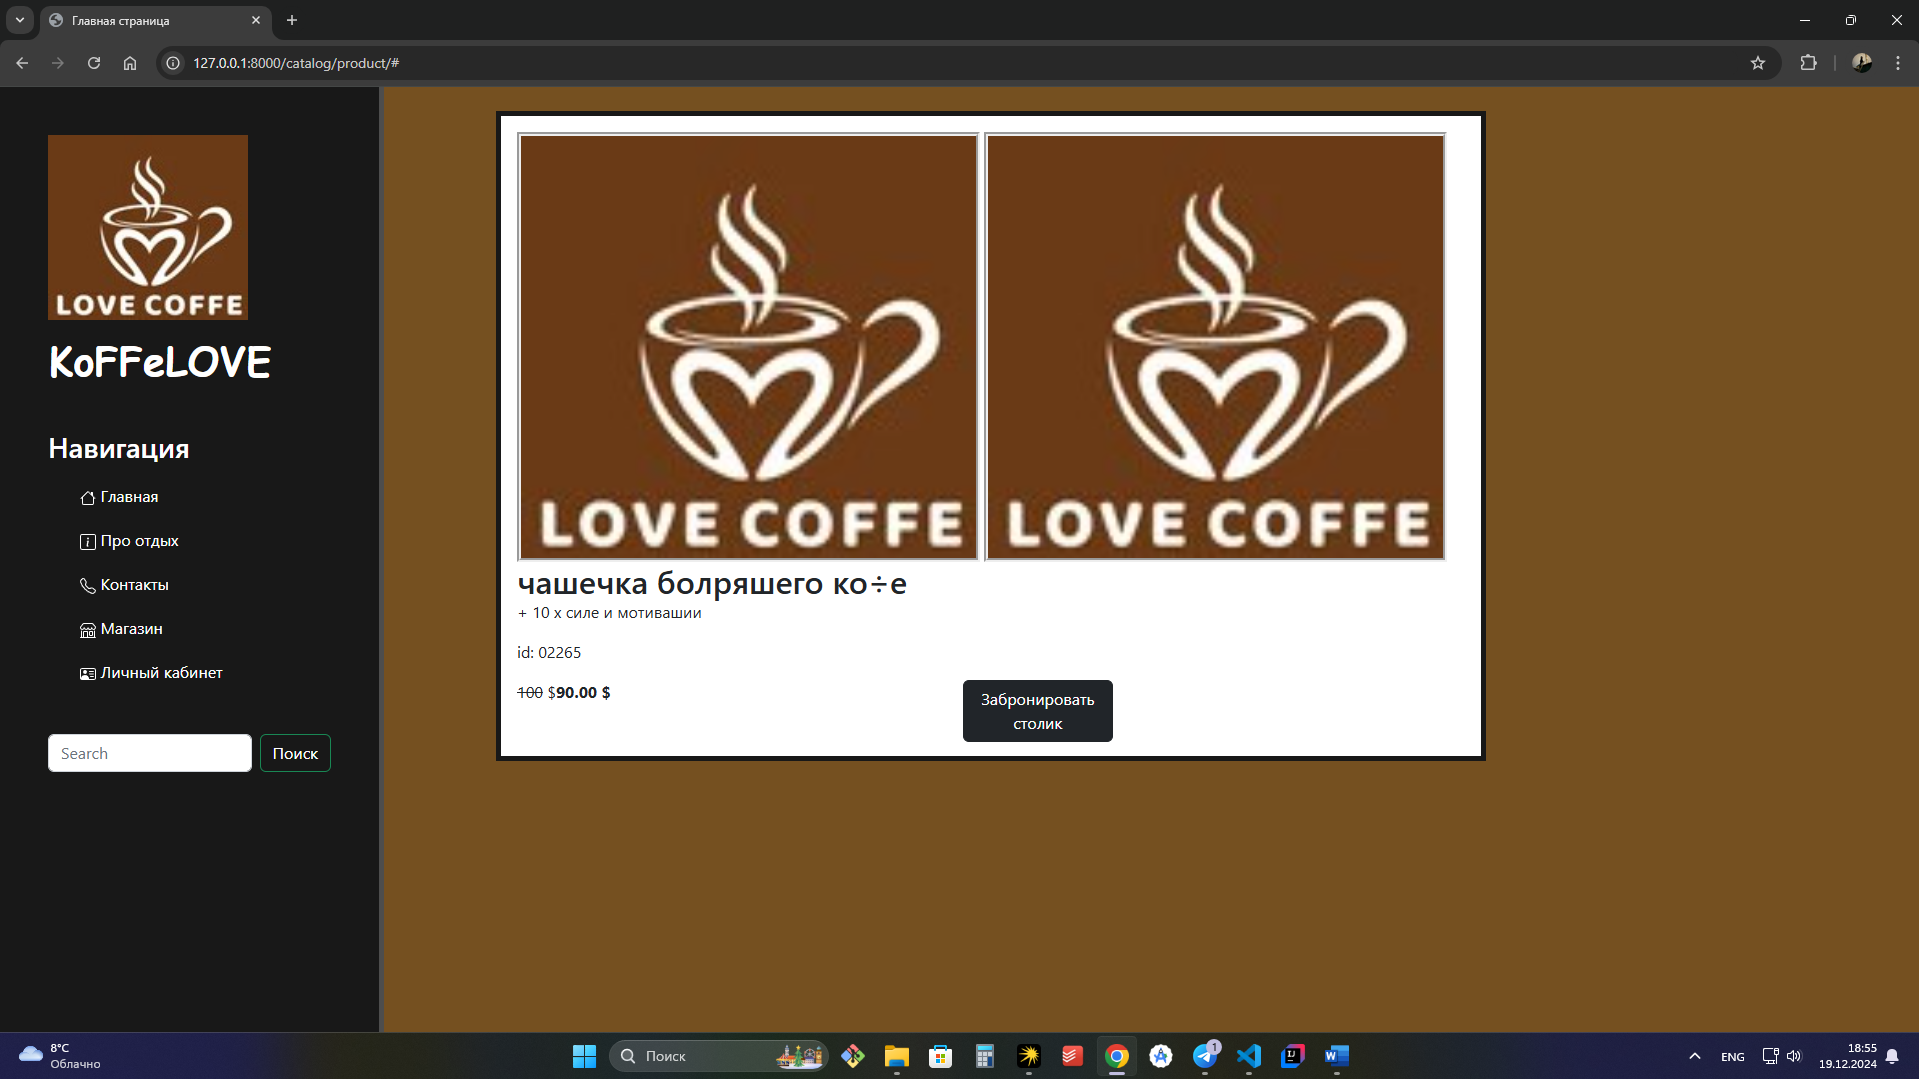 Главная страница
127.0.0.1:8000/catalog/product/#
LOVE COFFE
KoFFeLOVE
Навигация
Главная
Про отдых
Контакты
Магазин
Личный кабинет
Search
Поиск
LOVE COFFE
LOVE COFFE
чашечка болряшего ко÷е
+ 10 х силе и мотивашии
id: 02265
100 $90.00 $
Забронировать
столик
8°C
Облачно
Поиск
1
ENG
18:55
19.12.2024